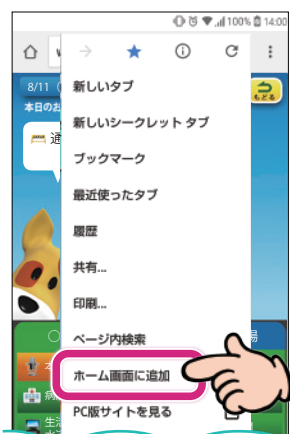 100% 14:00
8/11
本日のお
もどる
通
新しいタブ
新しいシークレット タブ
ブックマーク
最近使ったタブ
履歴
共有...
印刷...
ページ内検索
ホーム画面に追加
PC版サイトを見る
病
生活